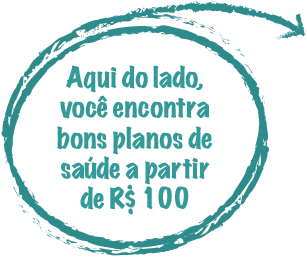 Aqui do lado,
você encontra
bons planos de
saúde a partir
de R$ 100